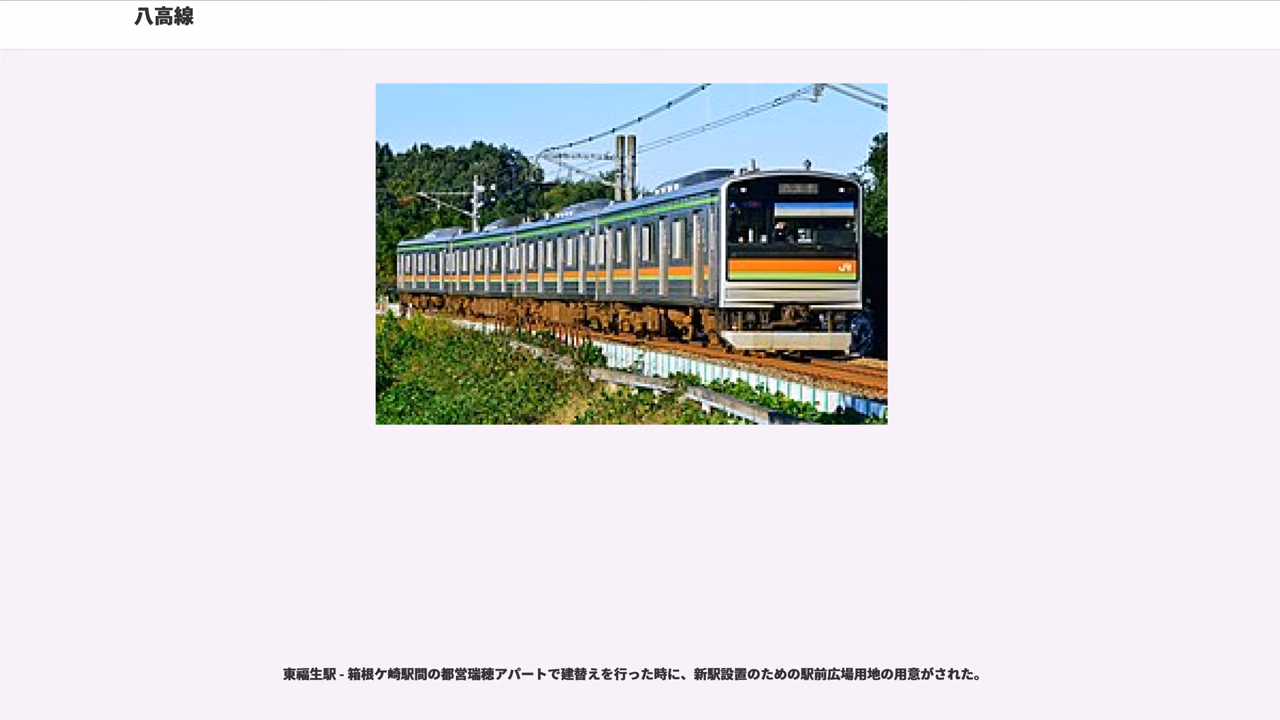 八高線
JR
東福生駅 - 箱根ケ崎駅間の都営瑞穂アパートで建替えを行った時に、新駅設置のための駅前広場用地の用意がされた。